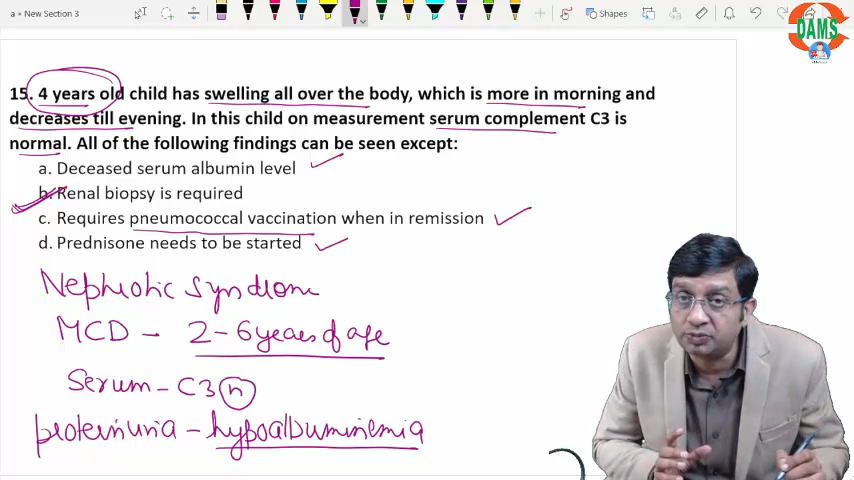 a • New Section 3
Shapes
DAMS
15. 4 years old child has swelling all over the body, which is more in morning and
decreases till evening. In this child on measurement serum complement C3 is
normal. All of the following findings can be seen except:
a. Deceased serum albumin level
b. Renal biopsy is required
c. Requires pneumococcal vaccination when in remission
d. Prednisone needs to be started
Nephrotic syndrome
MCD - 2-6 years of age
Serum - C3 n
proteinuria - hypoalbuminemia